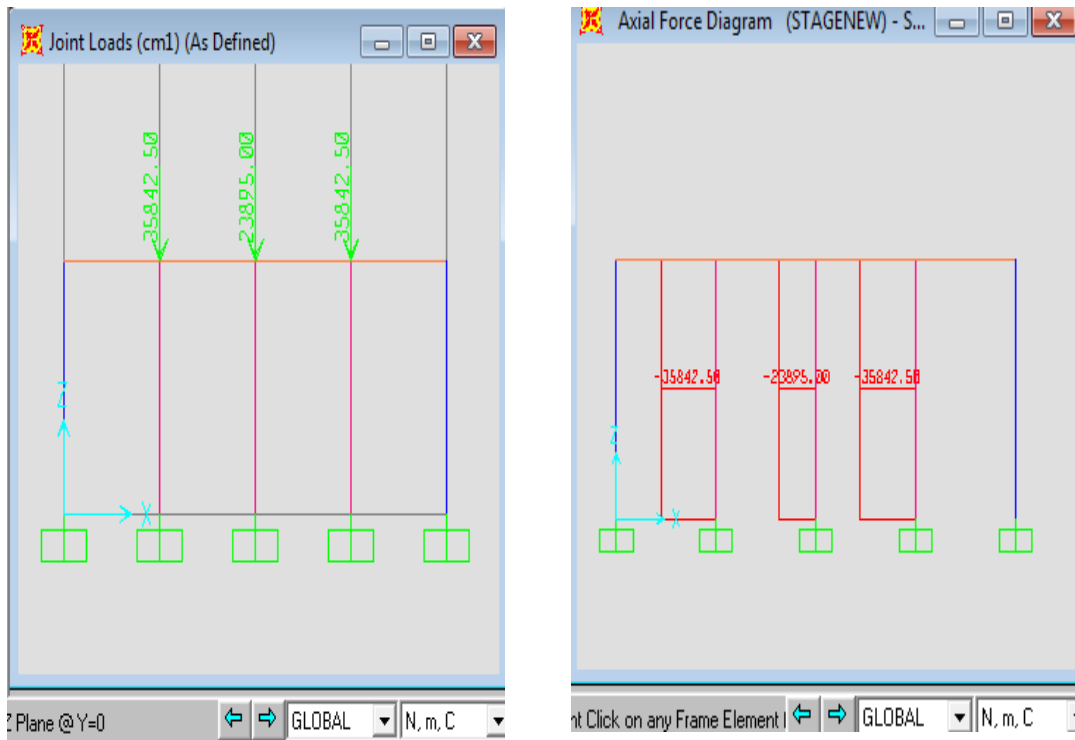 Joint Loads (cm1) (As Defined)
35842.50
23895.00
35842.50
Z
X
Z Plane @ Y=0
GLOBAL
N, m, C
Axial Force Diagram (STAGENEW) - S...
-35842.50
-23895.00
-35842.50
Z
X
nt Click on any Frame Element
GLOBAL
N, m, C